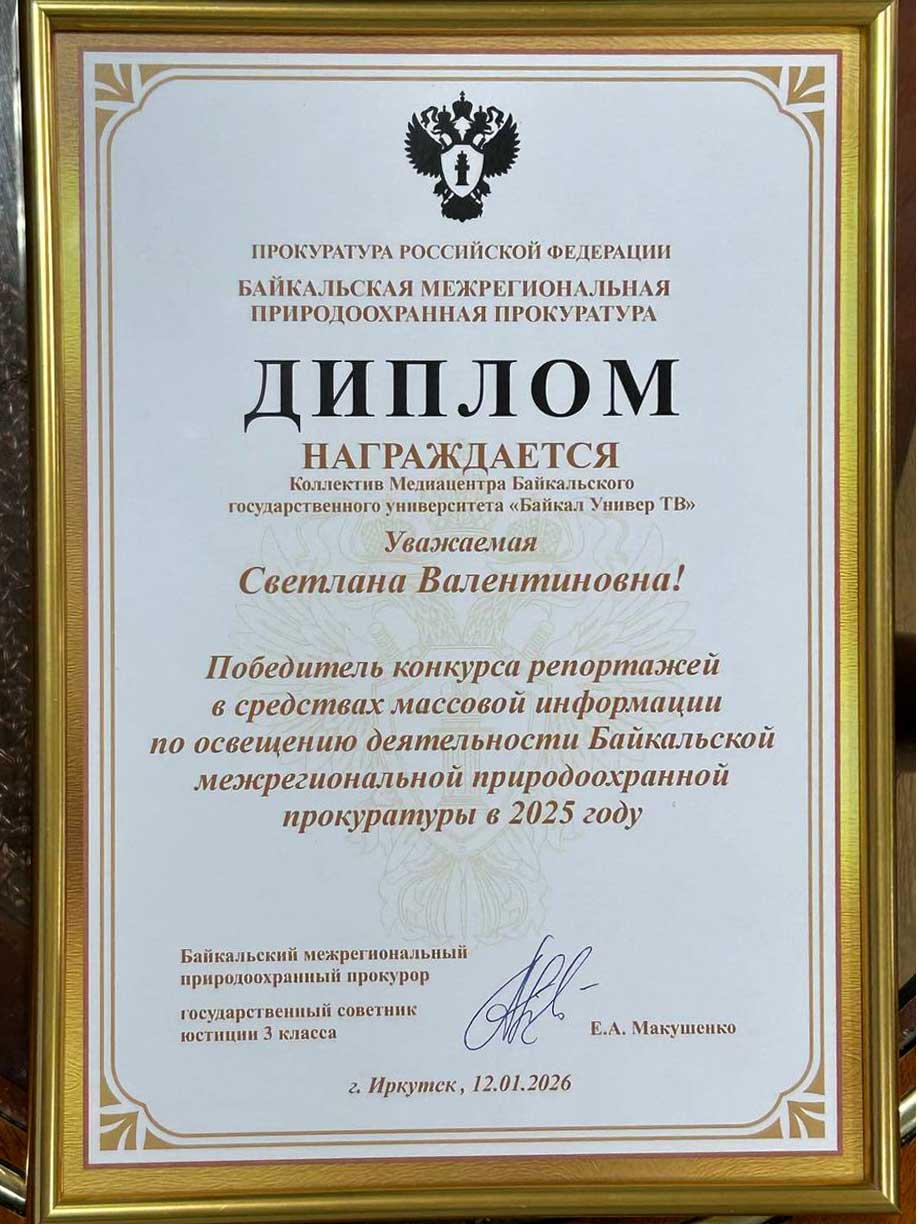 ПРОКУРАТУРА РОССИЙСКОЙ ФЕДЕРАЦИИ
БАЙКАЛЬСКАЯ МЕЖРЕГИОНАЛЬНАЯ
ПРИРОДООХРАННАЯ ПРОКУРАТУРА
ДИПЛОМ
НАГРАЖДАЕТСЯ
Коллектив Медиацентра Байкальского
государственного университета «Байкал Универ ТВ»
Уважаемая
Светлана Валентиновна!
Победитель конкурса репортажей
в средствах массовой информации
по освещению деятельности Байкальской
межрегиональной природоохранной
прокуратуры в 2025 году
Байкальский межрегиональный
природоохранный прокурор
государственный советник
юстиции 3 класса
Е.А. Макушенко
г. Иркутск , 12.01.2026